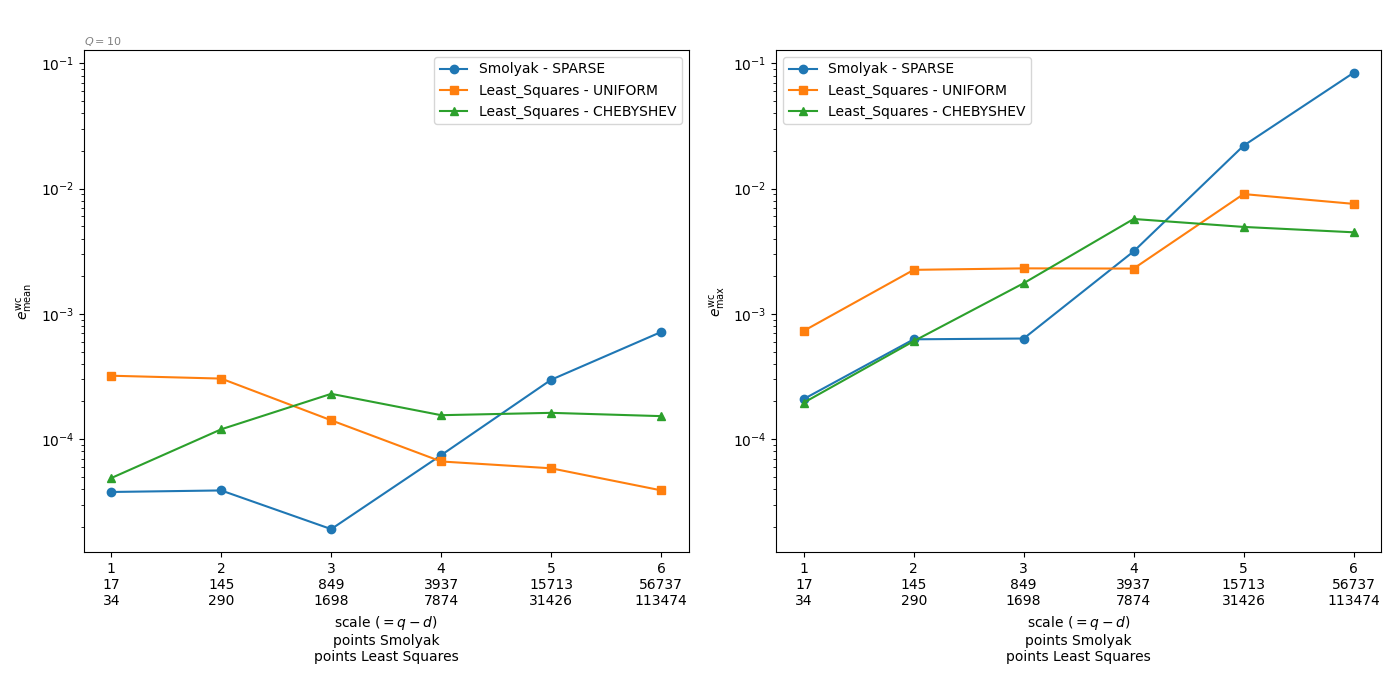 Q = 10
10⁻¹
10⁻²
10⁻³
10⁻⁴
e^wc_mean
Smolyak - SPARSE
Least_Squares - UNIFORM
Least_Squares - CHEBYSHEV
1 2 3 4 5 6
17 145 849 3937 15713 56737
34 290 1698 7874 31426 113474
scale (= q − d)
points Smolyak
points Least Squares
10⁻¹
10⁻²
10⁻³
10⁻⁴
e^wc_max
Smolyak - SPARSE
Least_Squares - UNIFORM
Least_Squares - CHEBYSHEV
1 2 3 4 5 6
17 145 849 3937 15713 56737
34 290 1698 7874 31426 113474
scale (= q − d)
points Smolyak
points Least Squares